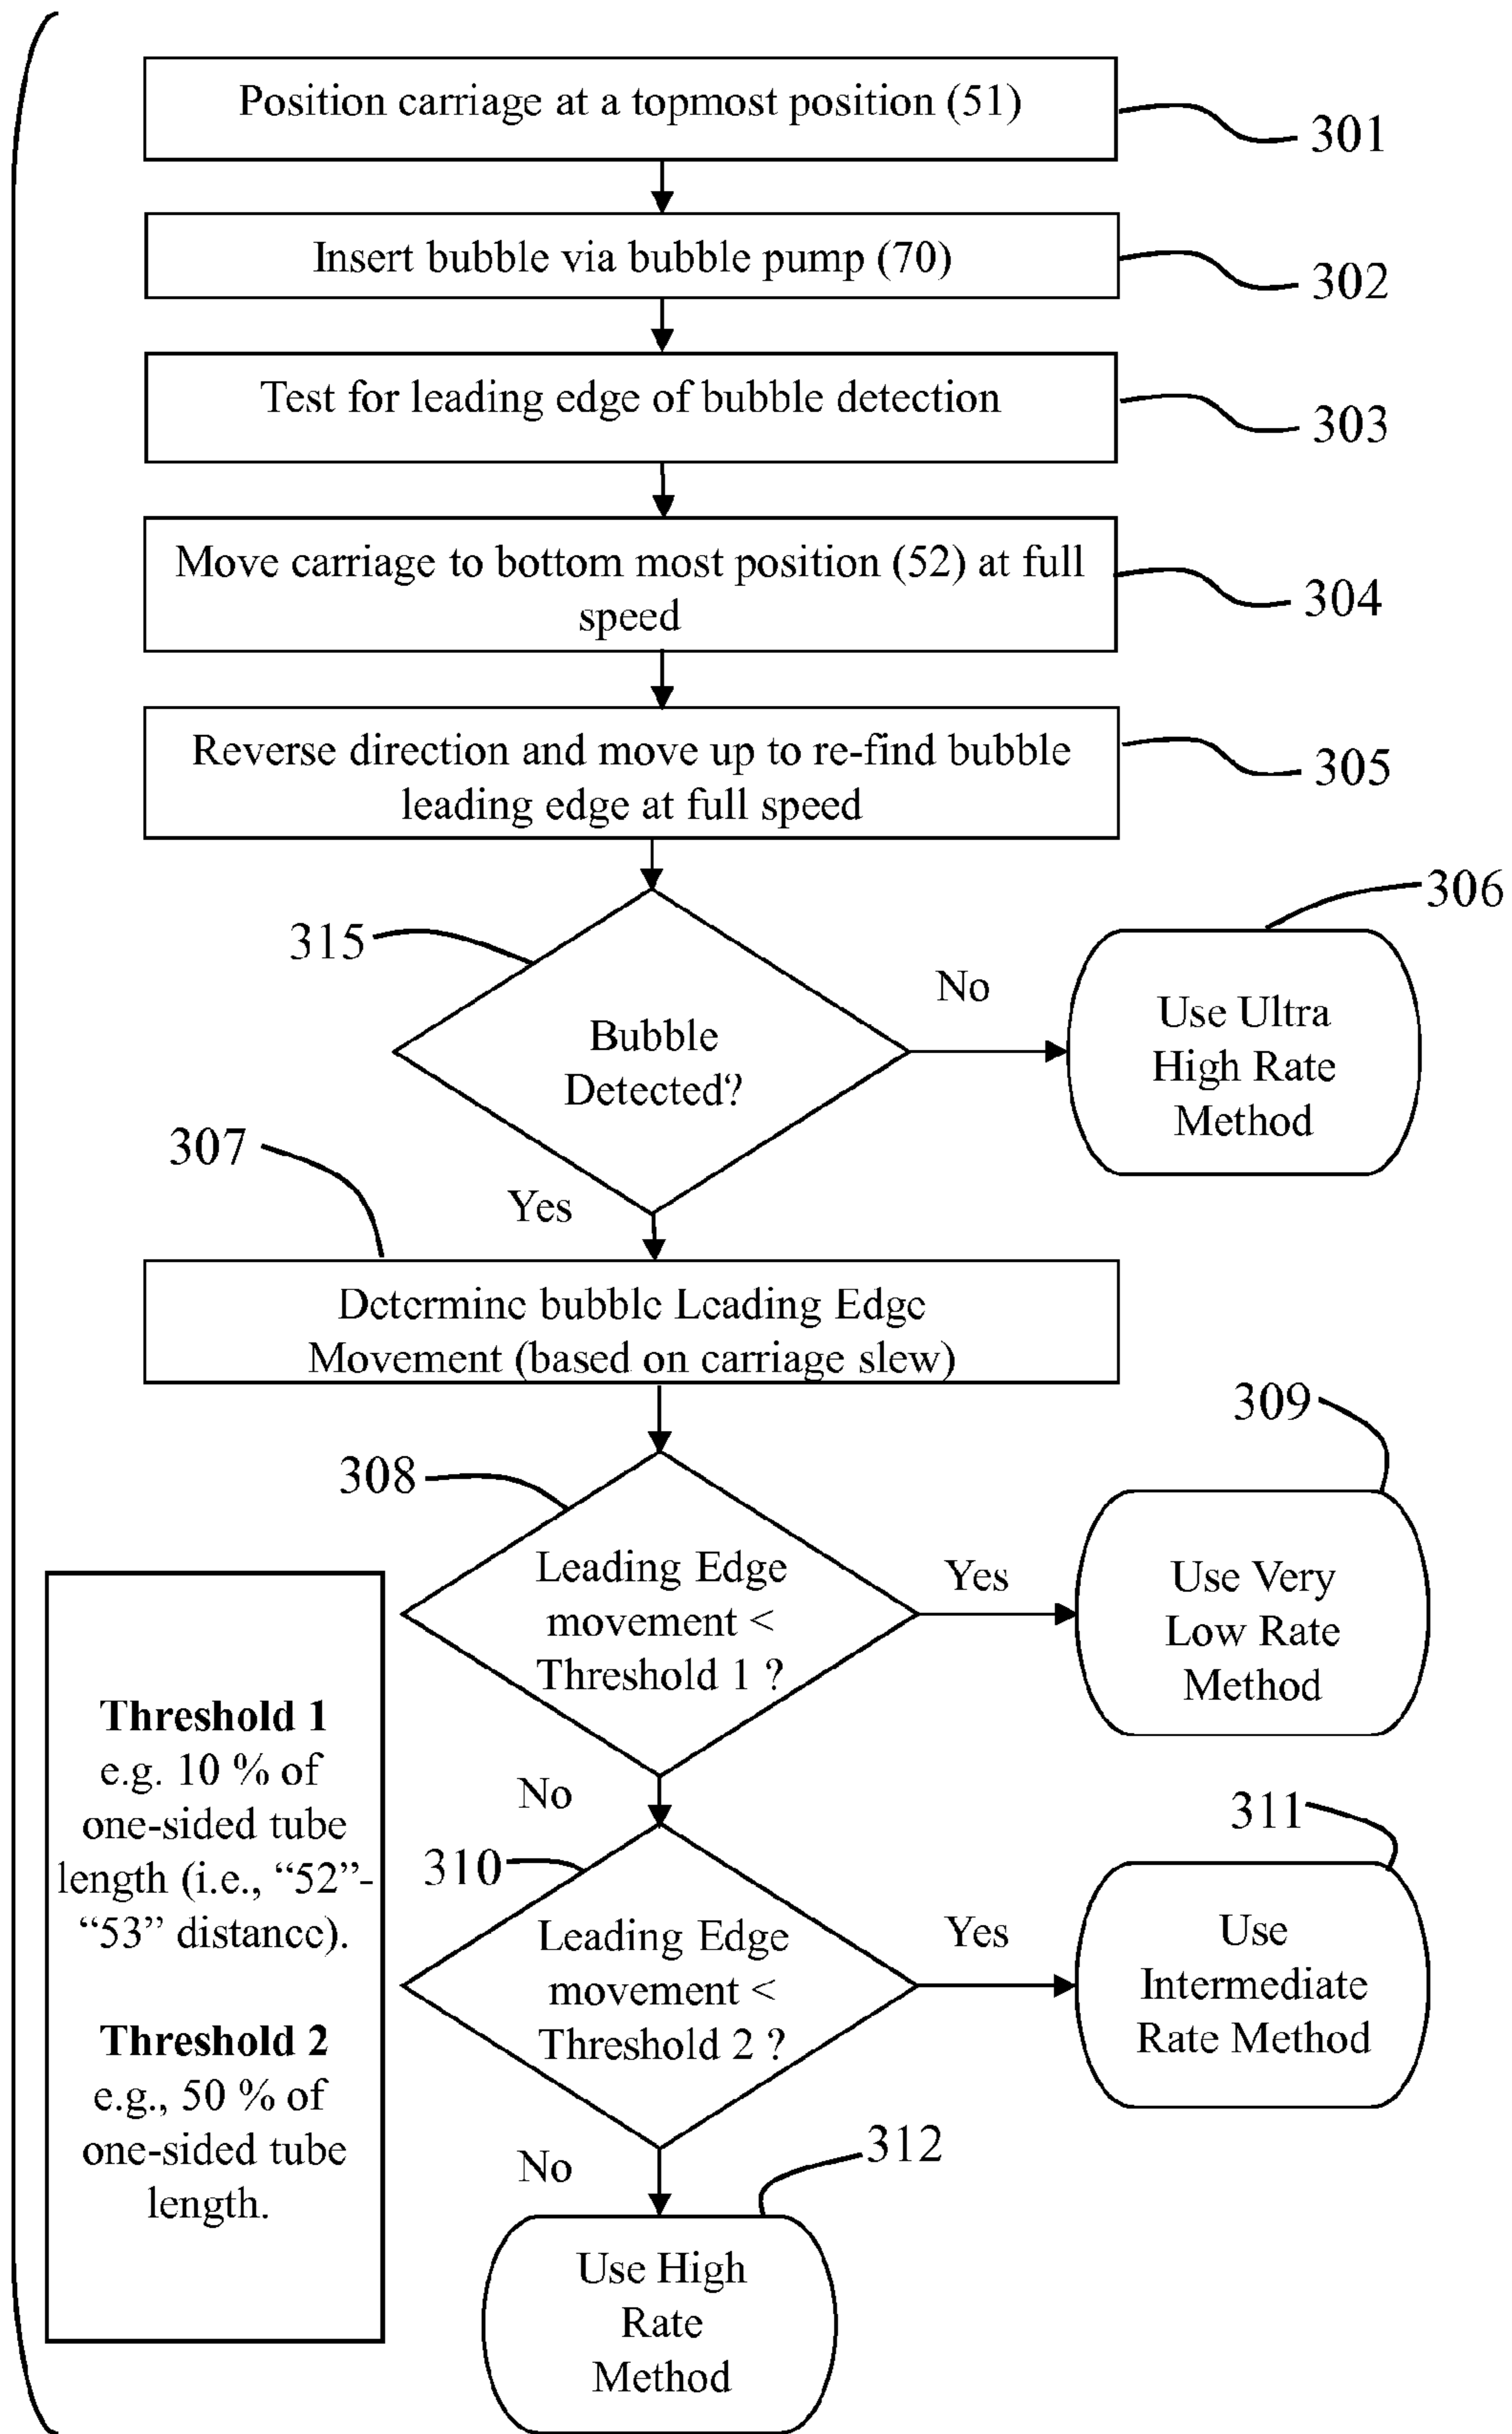 Position carriage at a topmost position (51)
301
Insert bubble via bubble pump (70)
302
Test for leading edge of bubble detection
303
Move carriage to bottom most position (52) at full
speed
304
Reverse direction and move up to re-find bubble
leading edge at full speed
305
306
315
No
Use Ultra
High Rate
Method
Bubble
Detected?
307
Yes
Determine bubble Leading Edge
Movement (based on carriage slew)
309
308
Leading Edge
movement <
Threshold 1 ?
Yes
Use Very
Low Rate
Method
Threshold 1
e.g. 10 % of
one-sided tube
length (i.e., “52”-
“53” distance).
Threshold 2
e.g., 50 % of
one-sided tube
length.
No
311
310
Leading Edge
movement <
Threshold 2 ?
Yes
Use
Intermediate
Rate Method
No
312
Use High
Rate
Method